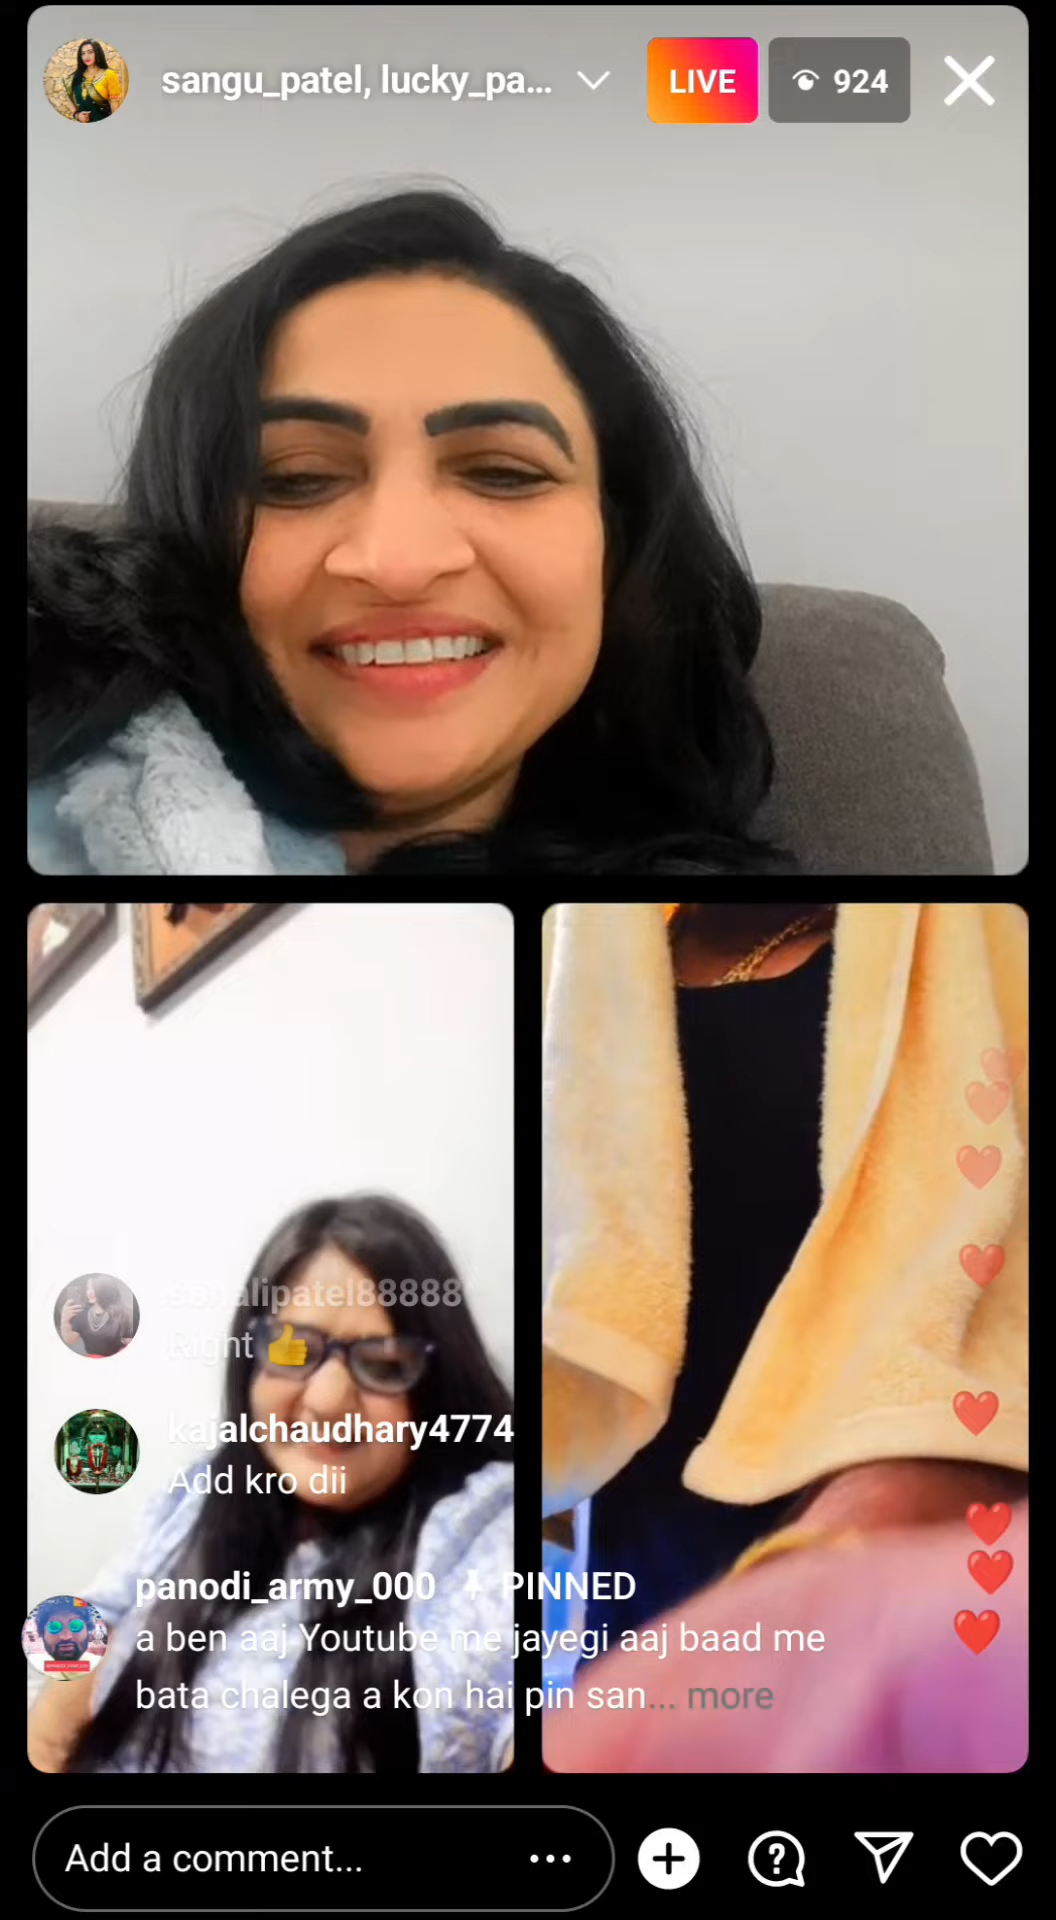 sangu_patel, lucky_pa...
LIVE
924
sonalipatel88888
Right 👍
kajalchaudhary4774
Add kro dii
panodi_army_000 PINNED
a ben aaj Youtube me jayegi aaj baad me
bata chalega a kon hai pin san... more
Add a comment...